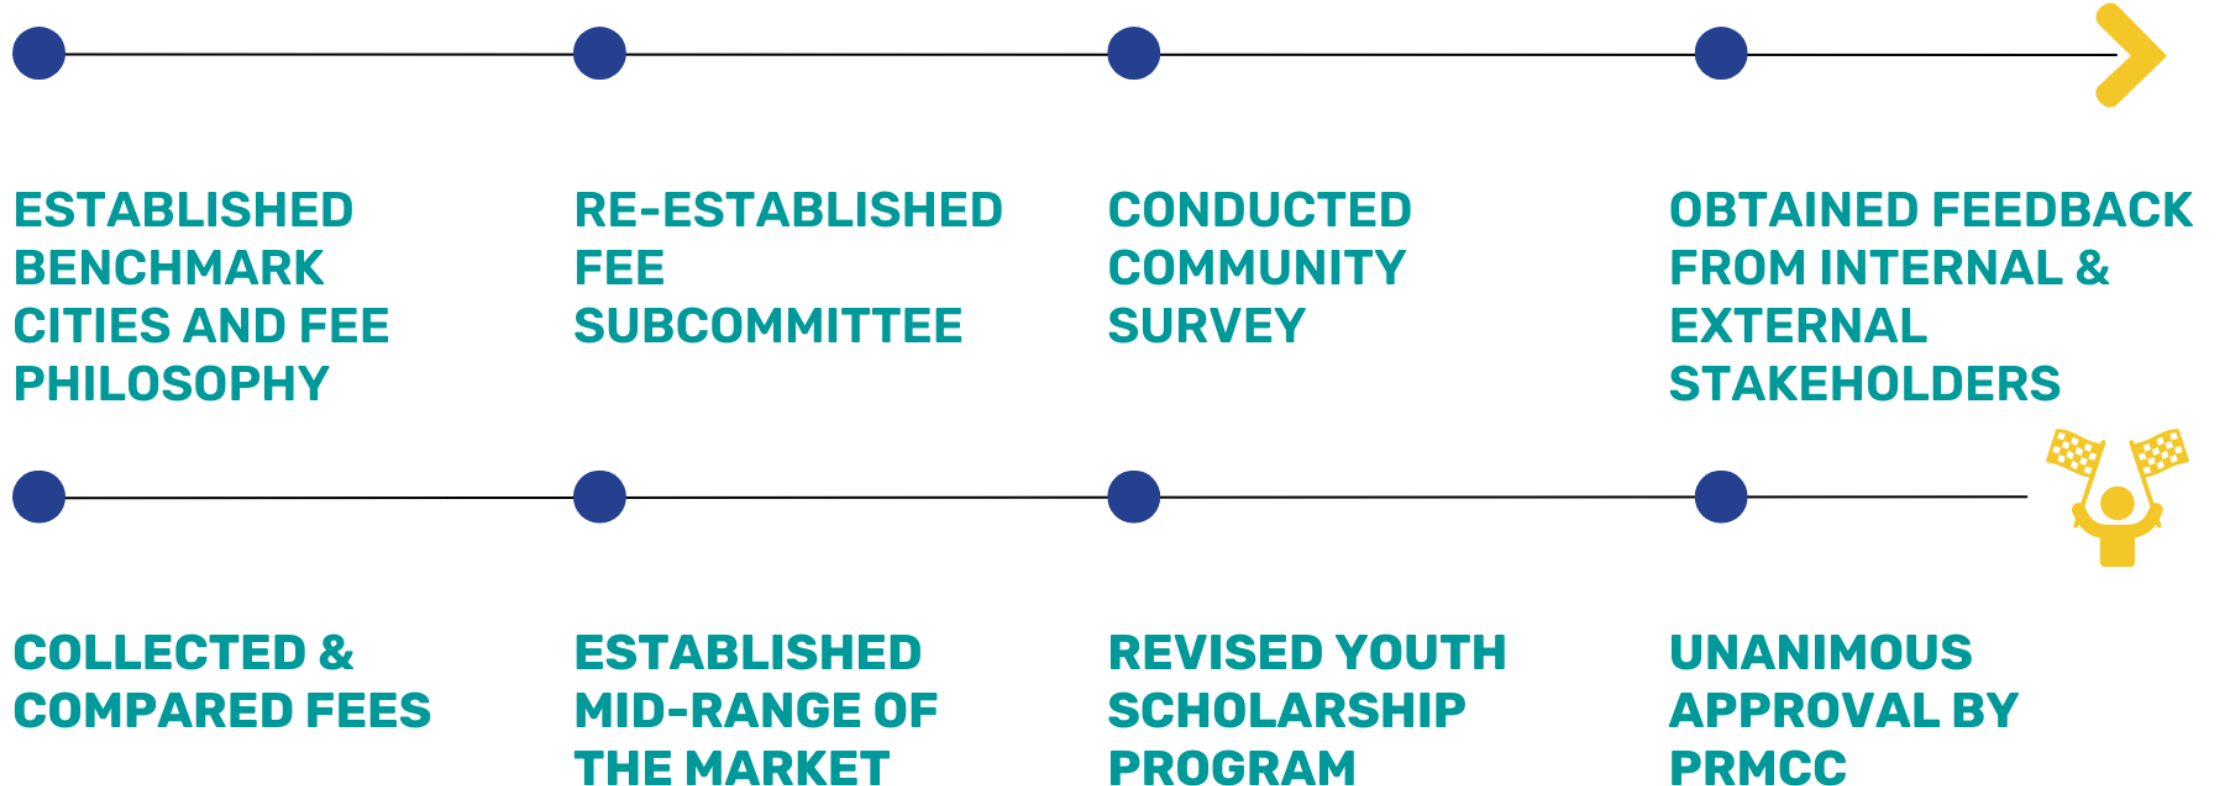 ESTABLISHED
BENCHMARK
CITIES AND FEE
PHILOSOPHY
RE-ESTABLISHED
FEE
SUBCOMMITTEE
CONDUCTED
COMMUNITY
SURVEY
OBTAINED FEEDBACK
FROM INTERNAL &
EXTERNAL
STAKEHOLDERS
COLLECTED &
COMPARED FEES
ESTABLISHED
MID-RANGE OF
THE MARKET
REVISED YOUTH
SCHOLARSHIP
PROGRAM
UNANIMOUS
APPROVAL BY
PRMCC